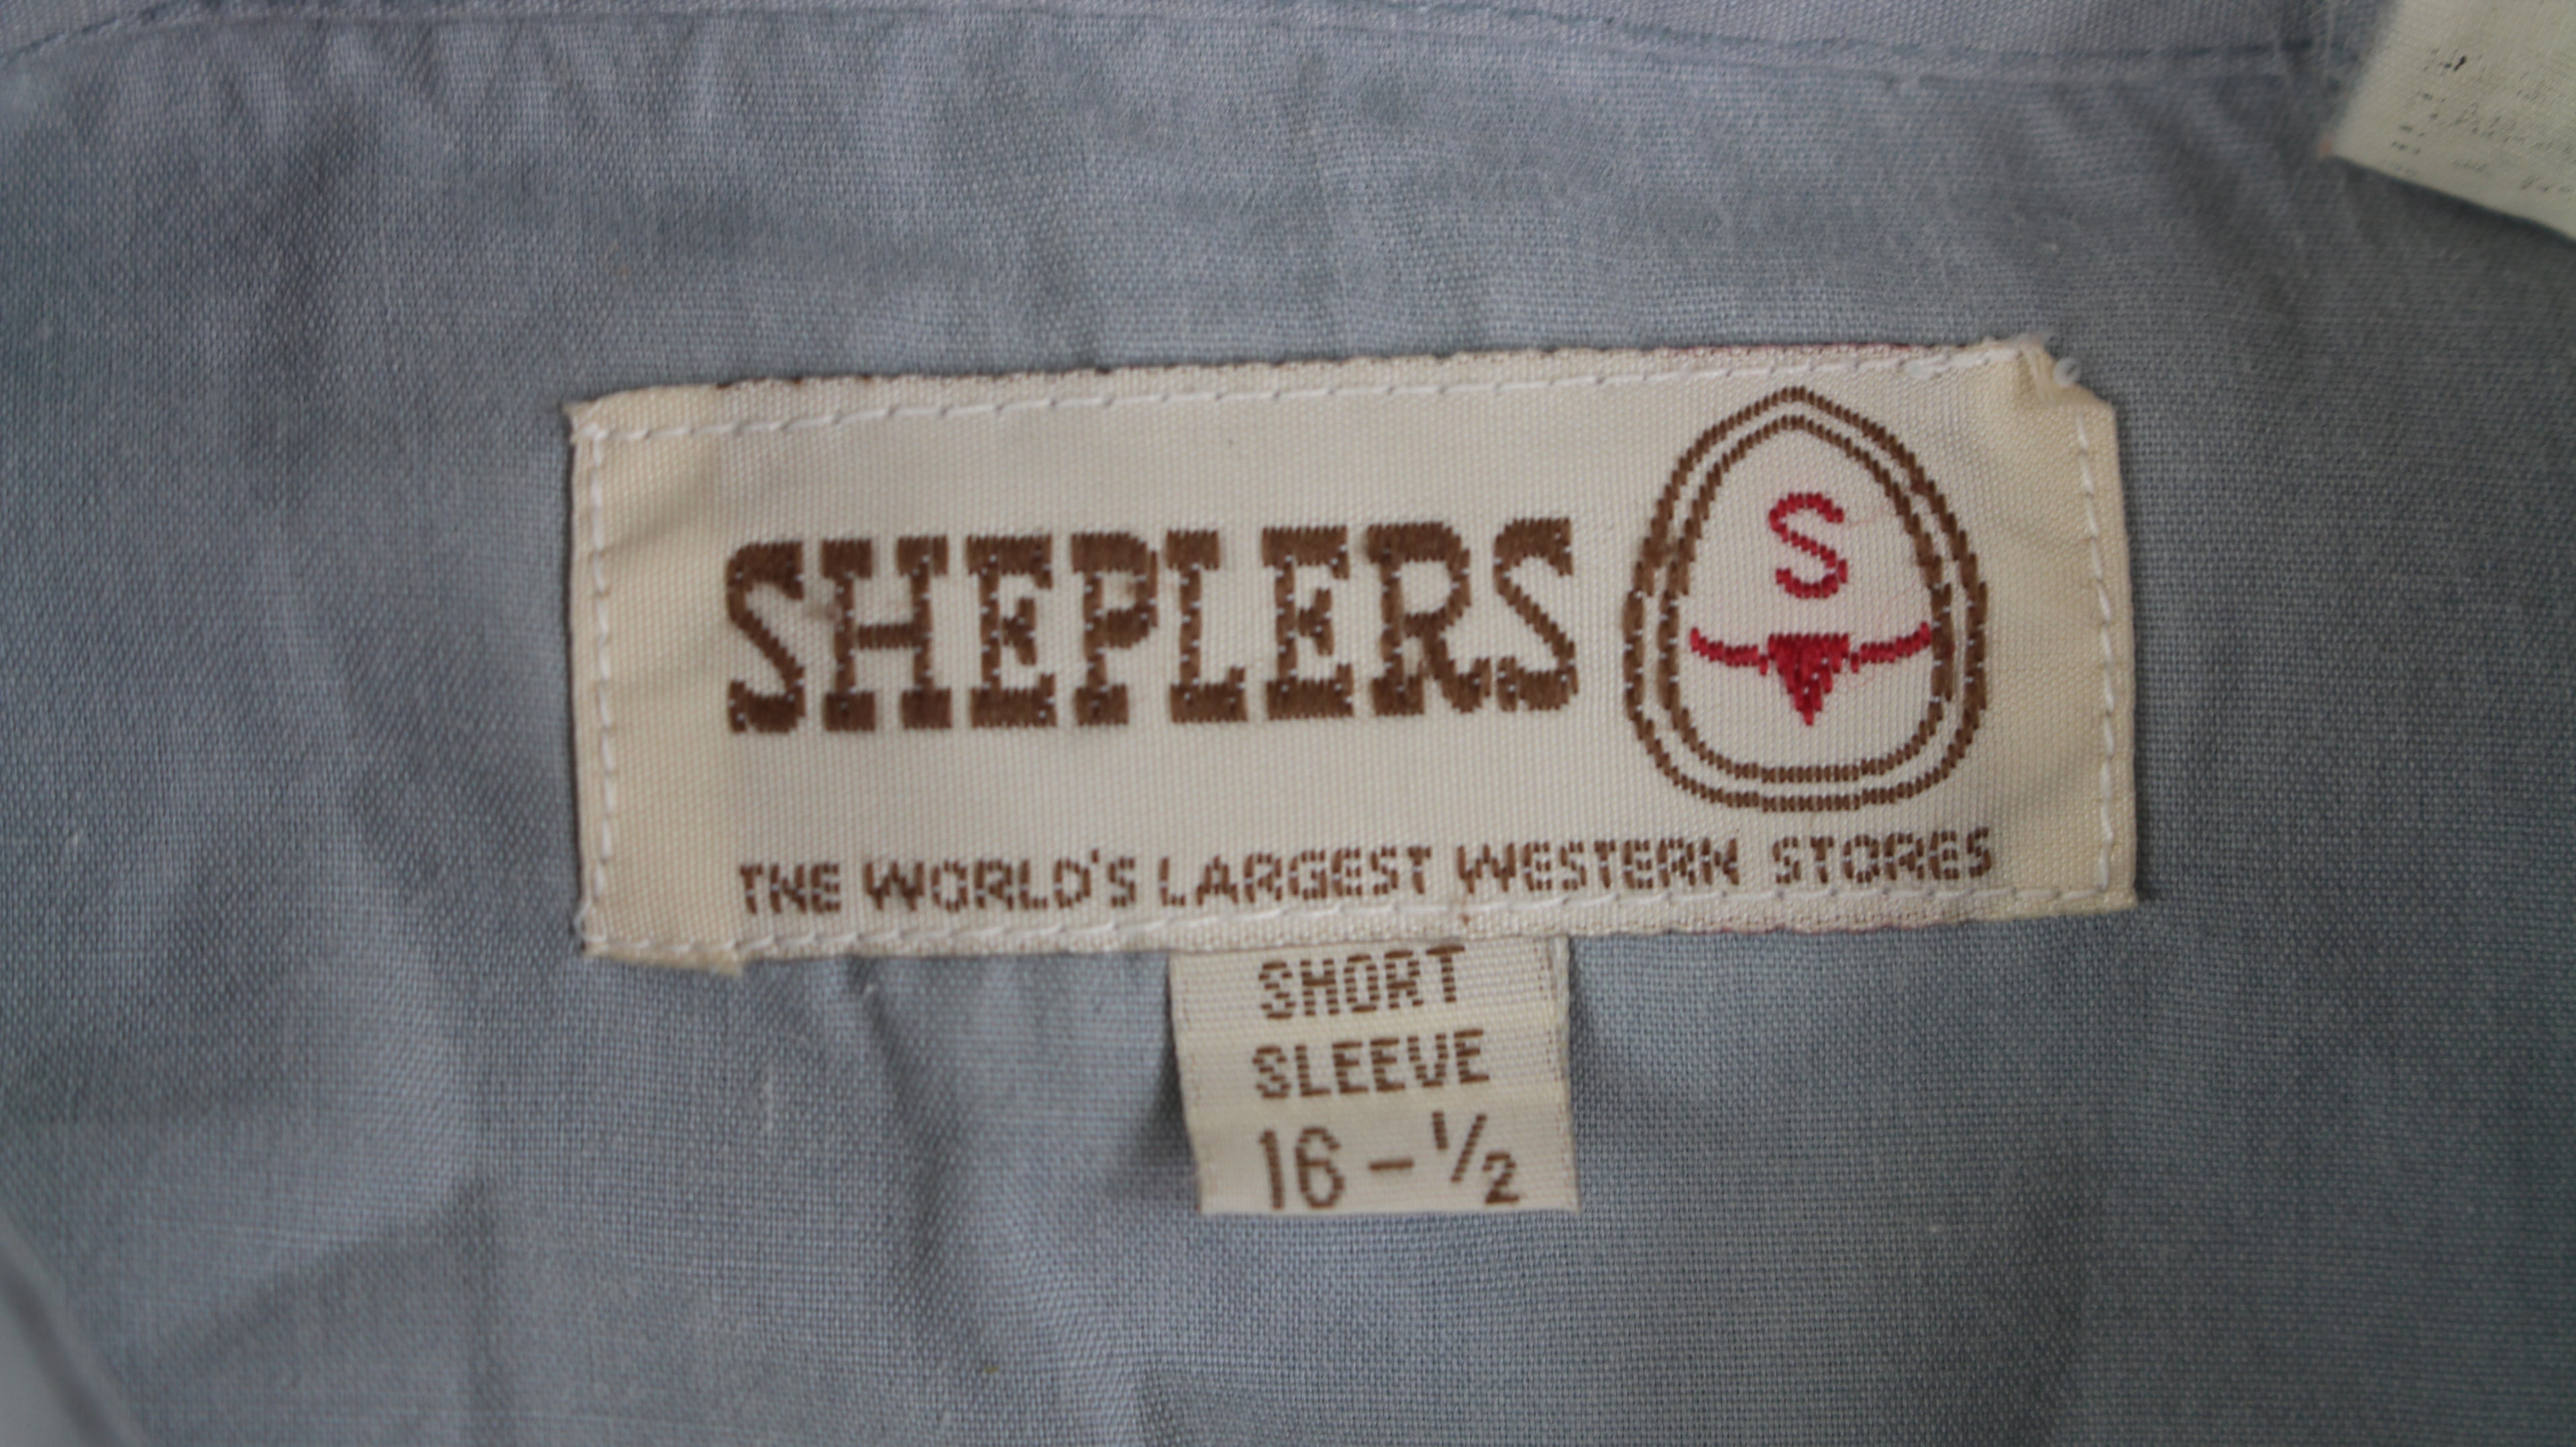 SHEPLERS
S
THE WORLD'S LARGEST WESTERN STORES
SHORT
SLEEVE
16-½